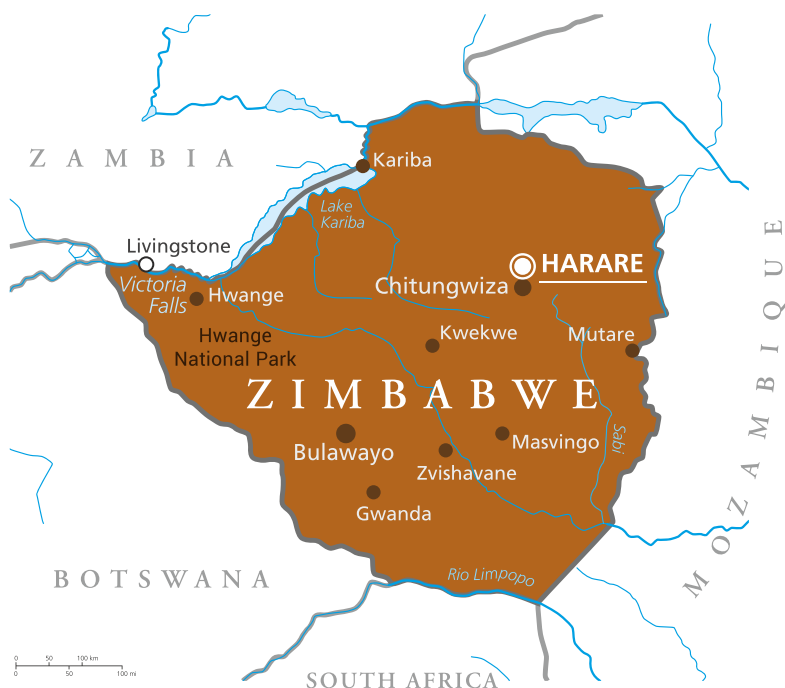 ZAMBIA
Kariba
Lake
Kariba
Livingstone
Victoria
Falls
Hwange
HARARE
Chitungwiza
MOZAMBIQUE
Hwange
National Park
Kwekwe
Mutare
ZIMBABWE
Bulawayo
Masvingo
Sabi
Zvishavane
Gwanda
BOTSWANA
Rio Limpopo
0 50 100 km
0 50 100 mi
SOUTH AFRICA